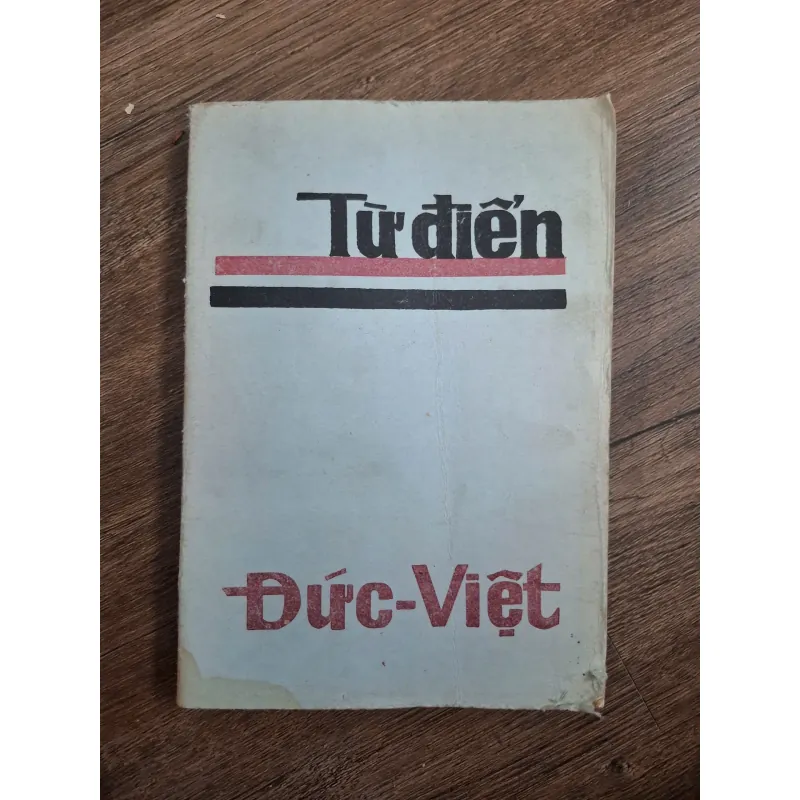 Từ điển
Đức-Việt